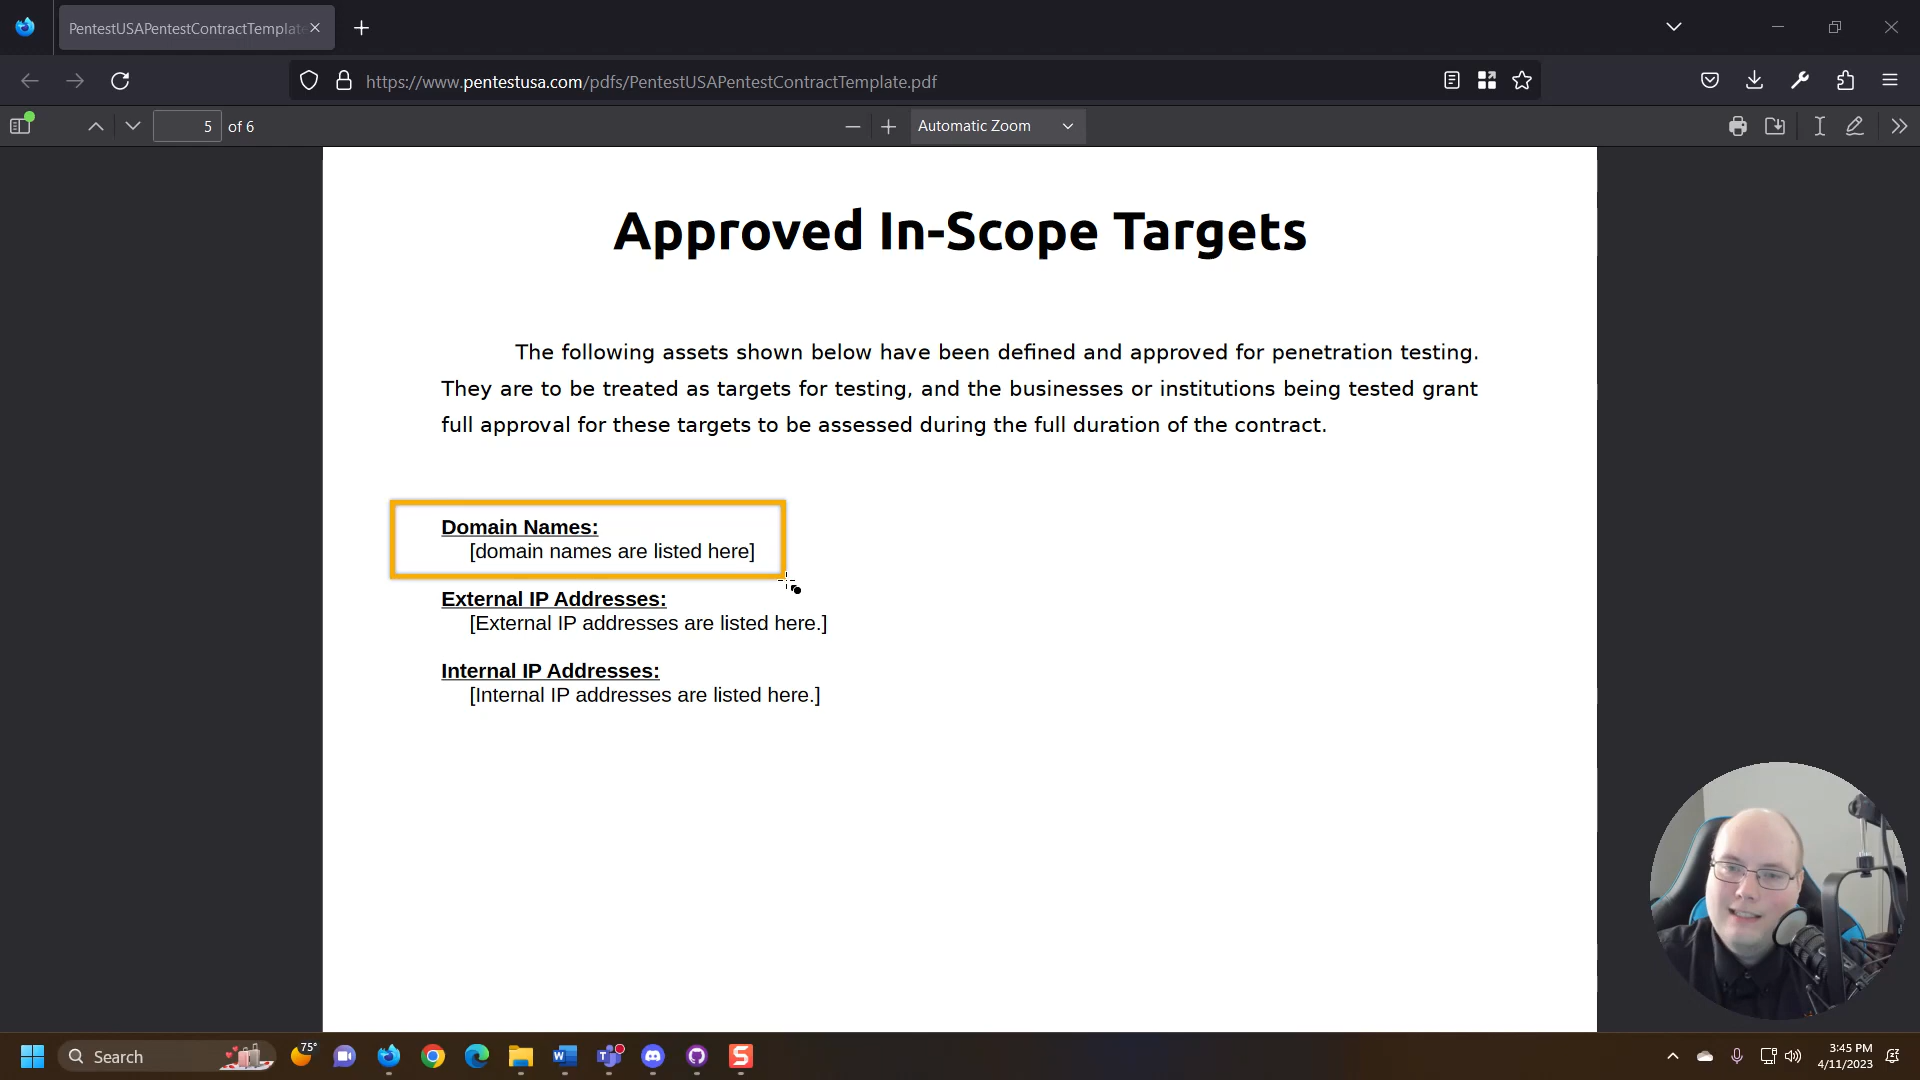 PentestUSAPentestContractTemplate
https://www.pentestusa.com/pdfs/PentestUSAPentestContractTemplate.pdf
5 of 6
Automatic Zoom
Approved In-Scope Targets
The following assets shown below have been defined and approved for penetration testing.
They are to be treated as targets for testing, and the businesses or institutions being tested grant
full approval for these targets to be assessed during the full duration of the contract.
Domain Names:
[domain names are listed here]
External IP Addresses:
[External IP addresses are listed here.]
Internal IP Addresses:
[Internal IP addresses are listed here.]
Search
75°
3:45 PM
4/11/2023